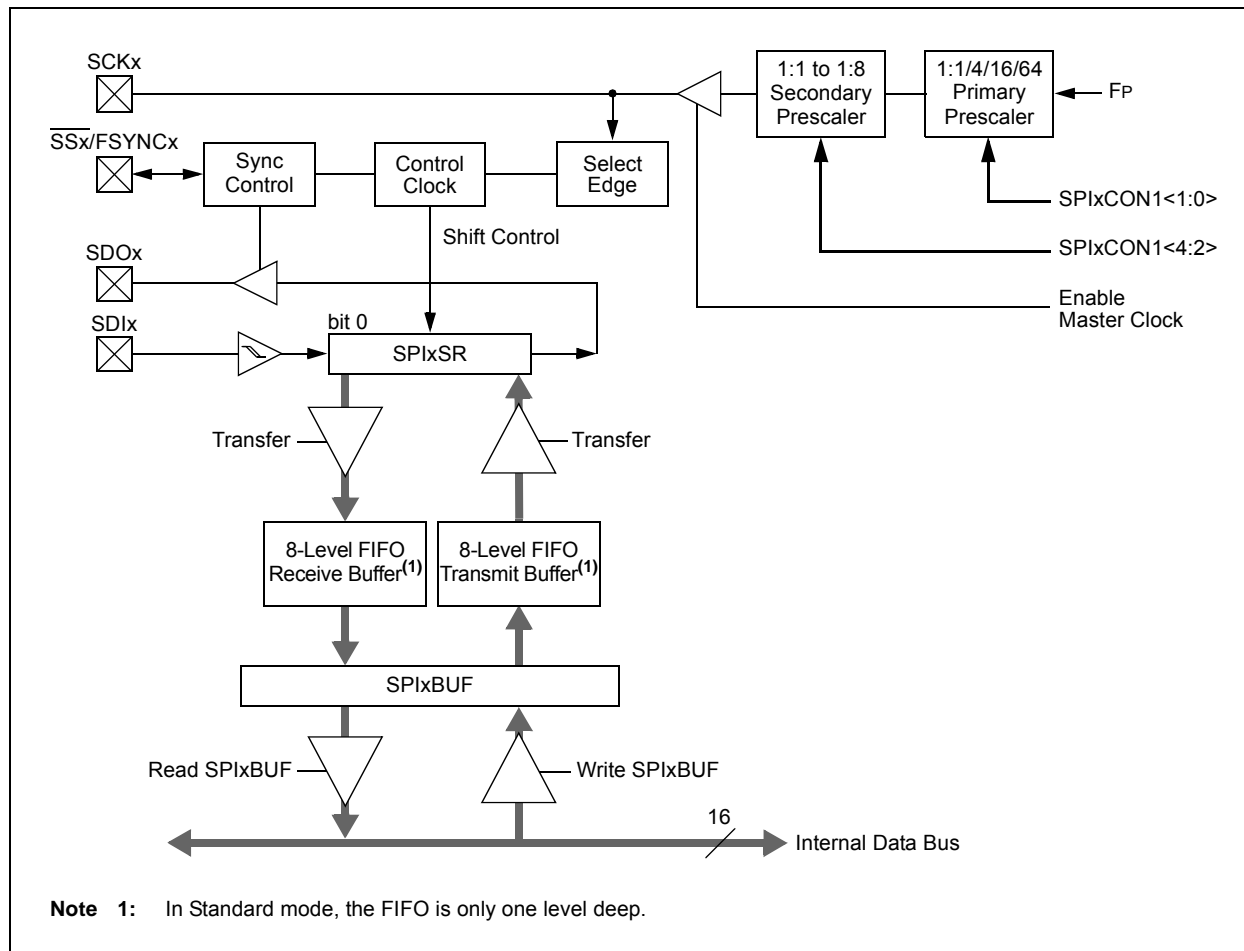 SCKx
1:1 to 1:8
Secondary
Prescaler
1:1/4/16/64
Primary
Prescaler
FP
SSx/FSYNCx
Sync
Control
Control
Clock
Select
Edge
SPIxCON1<1:0>
Shift Control
SPIxCON1<4:2>
SDOx
Enable
Master Clock
SDIx
bit 0
SPIxSR
Transfer
Transfer
8-Level FIFO
Receive Buffer(1)
8-Level FIFO
Transmit Buffer(1)
SPIxBUF
Read SPIxBUF
Write SPIxBUF
16
Internal Data Bus
Note 1: In Standard mode, the FIFO is only one level deep.